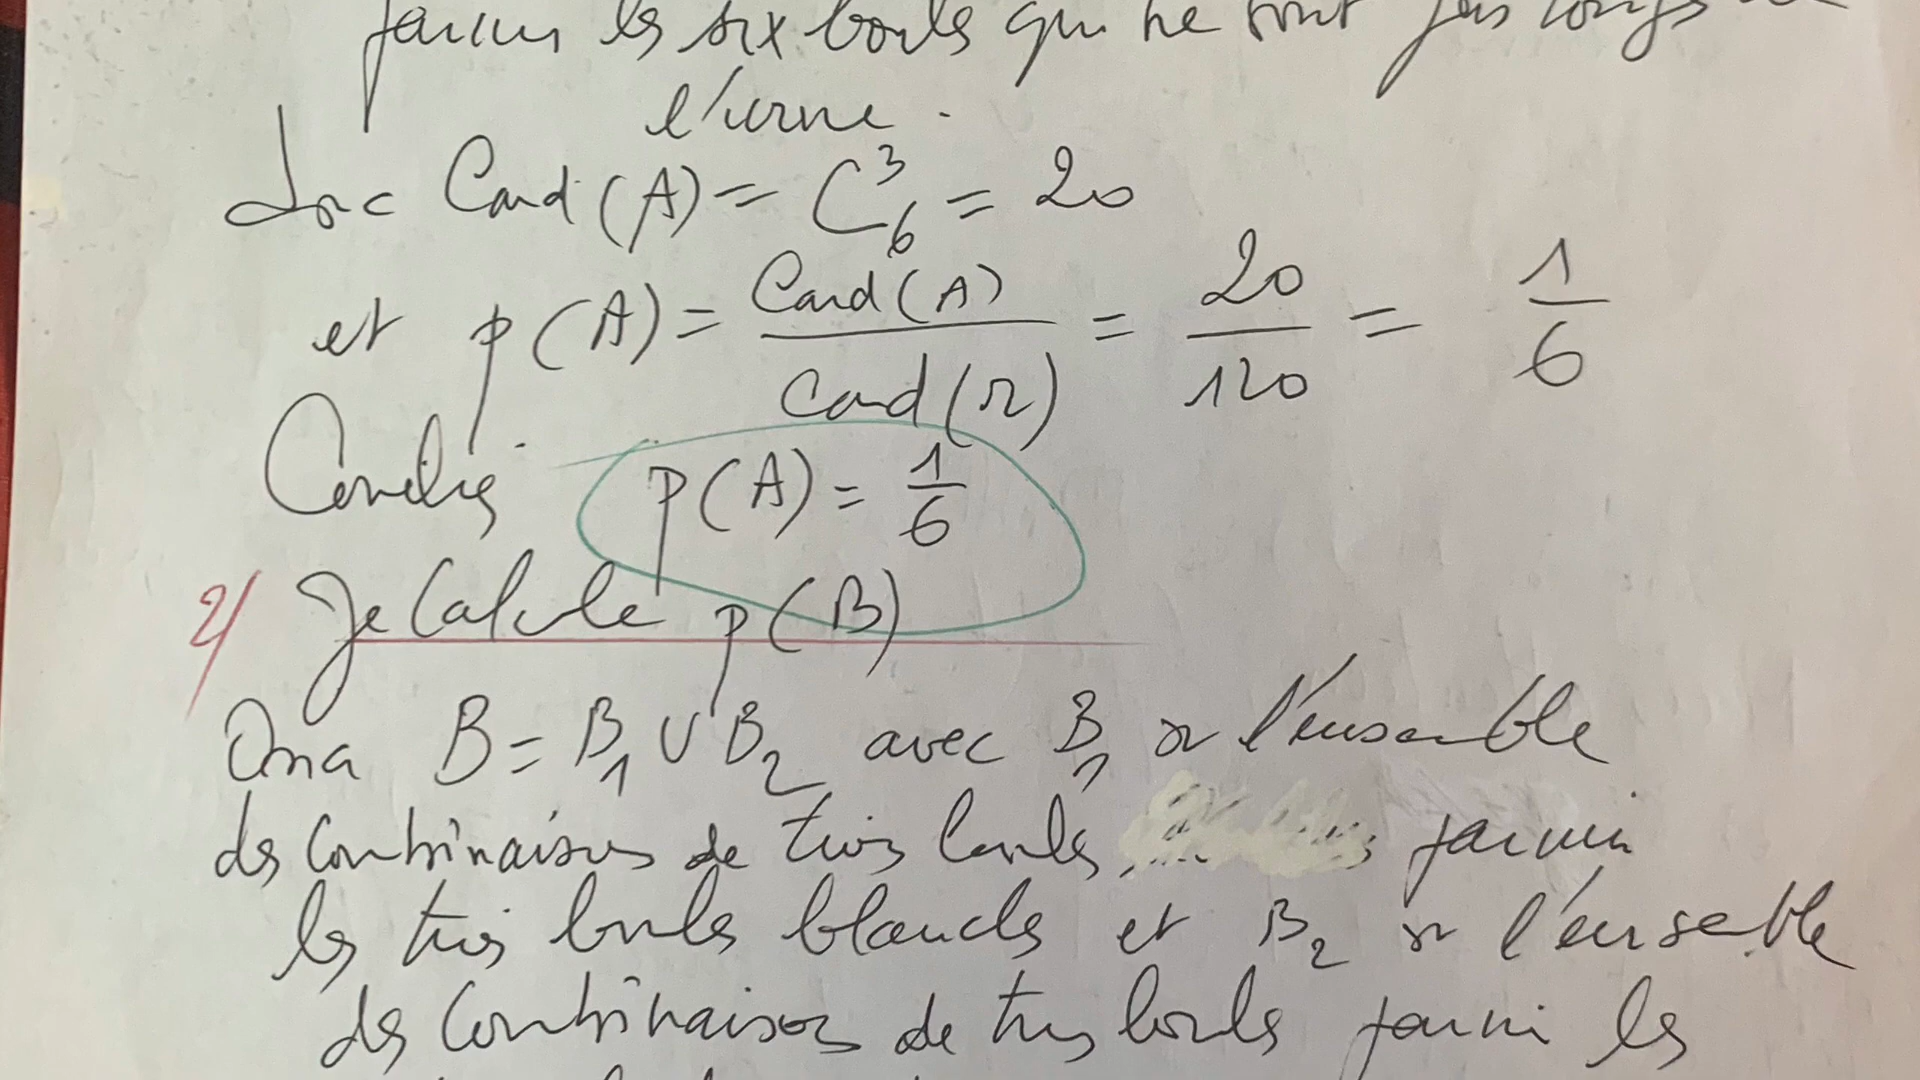 parmi les six boules qui ne sont pas rouges de
l'urne.
donc Card(A) = C₆³ = 20
et p(A) = Card(A) / Card(Ω) = 20/120 = 1/6
p(A) = 1/6
2/ Je Calcule p(B)
On a B = B₁ ∪ B₂ avec B₁ est l'ensemble
des Combinaisons de trois boules parmi
les trois boules blanches et B₂ est l'ensemble
des Combinaisons de trois boules parmi les